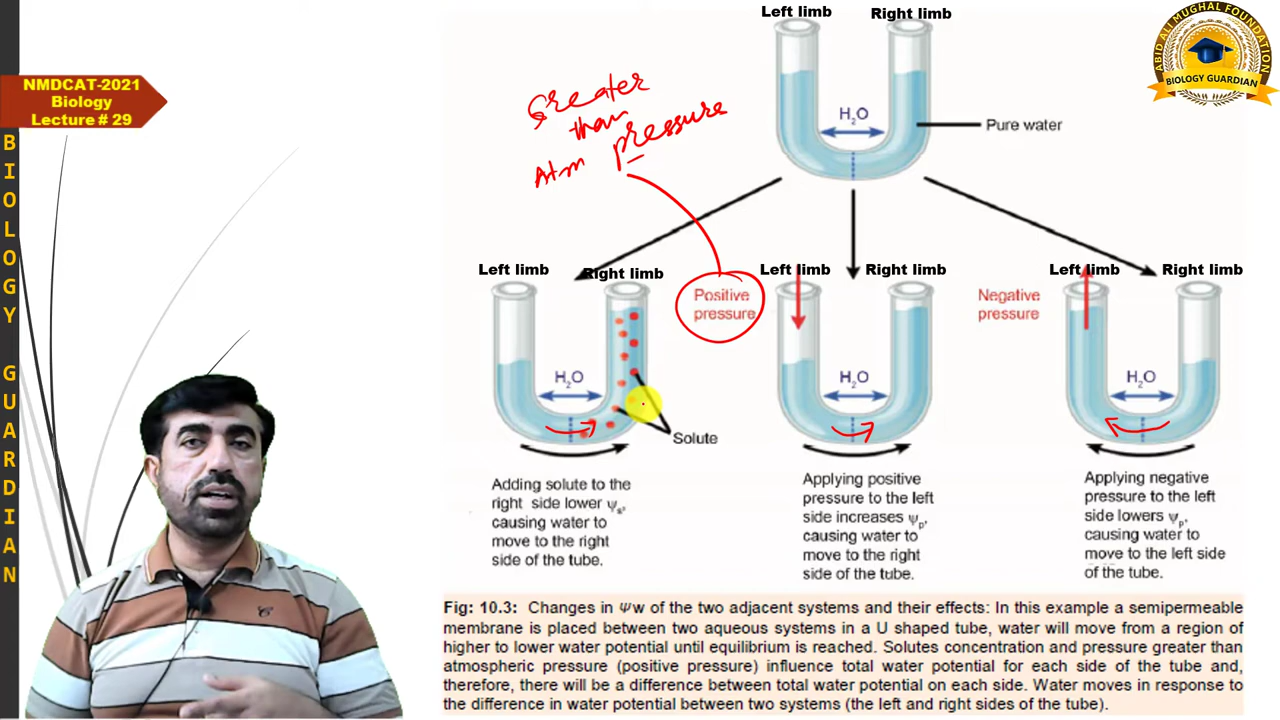 NMDCAT-2021
Biology
Lecture # 29
BIOLOGY GUARDIAN
ABID ALI MUGHAL FOUNDATION
BIOLOGY GUARDIAN
Left limb
Right limb
H₂O
Pure water
Greater
than
Atm pressure
Left limb
Right limb
H₂O
Solute
Adding solute to the
right side lower ψs,
causing water to
move to the right
side of the tube.
Positive
pressure
Left limb
Right limb
H₂O
Applying positive
pressure to the left
side increases ψp,
causing water to
move to the right
side of the tube.
Negative
pressure
Left limb
Right limb
H₂O
Applying negative
pressure to the left
side lowers ψp,
causing water to
move to the left side
of the tube.
Fig: 10.3: Changes in Ψw of the two adjacent systems and their effects: In this example a semipermeable
membrane is placed between two aqueous systems in a U shaped tube, water will move from a region of
higher to lower water potential until equilibrium is reached. Solutes concentration and pressure greater than
atmospheric pressure (positive pressure) influence total water potential for each side of the tube and,
therefore, there will be a difference between total water potential on each side. Water moves in response to
the difference in water potential between two systems (the left and right sides of the tube).